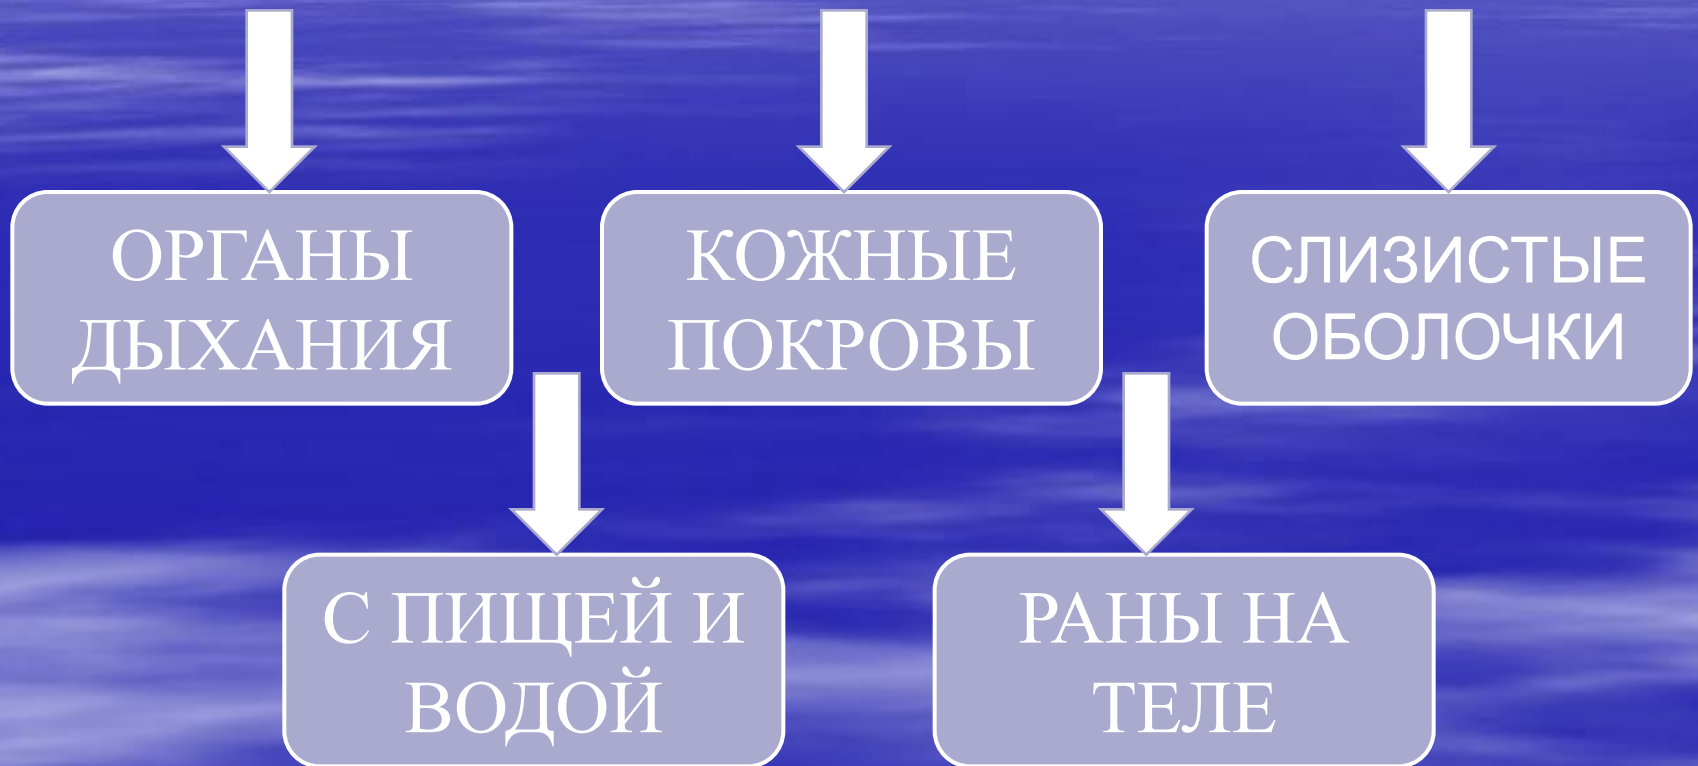 ОРГАНЫ
ДЫХАНИЯ
КОЖНЫЕ
ПОКРОВЫ
СЛИЗИСТЫЕ
ОБОЛОЧКИ
С ПИЩЕЙ И
ВОДОЙ
РАНЫ НА
ТЕЛЕ